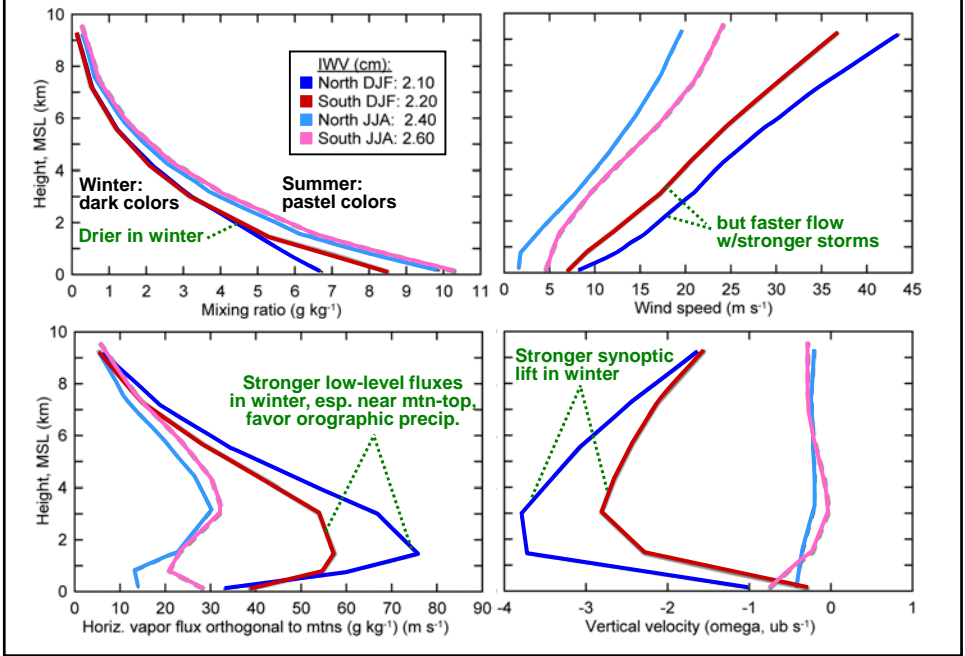 10
8
6
4
2
0
Height, MSL (km)
IWV (cm):
North DJF: 2.10
South DJF: 2.20
North JJA: 2.40
South JJA: 2.60
Winter:
dark colors
Summer:
pastel colors
Drier in winter
0 1 2 3 4 5 6 7 8 9 10 11
Mixing ratio (g kg⁻¹)
but faster flow
w/stronger storms
0 5 10 15 20 25 30 35 40 45
Wind speed (m s⁻¹)
10
8
6
4
2
0
Height, MSL (km)
Stronger low-level fluxes
in winter, esp. near mtn-top,
favor orographic precip.
0 10 20 30 40 50 60 70 80 90
Horiz. vapor flux orthogonal to mtns (g kg⁻¹) (m s⁻¹)
Stronger synoptic
lift in winter
-4 -3 -2 -1 0 1
Vertical velocity (omega, ub s⁻¹)